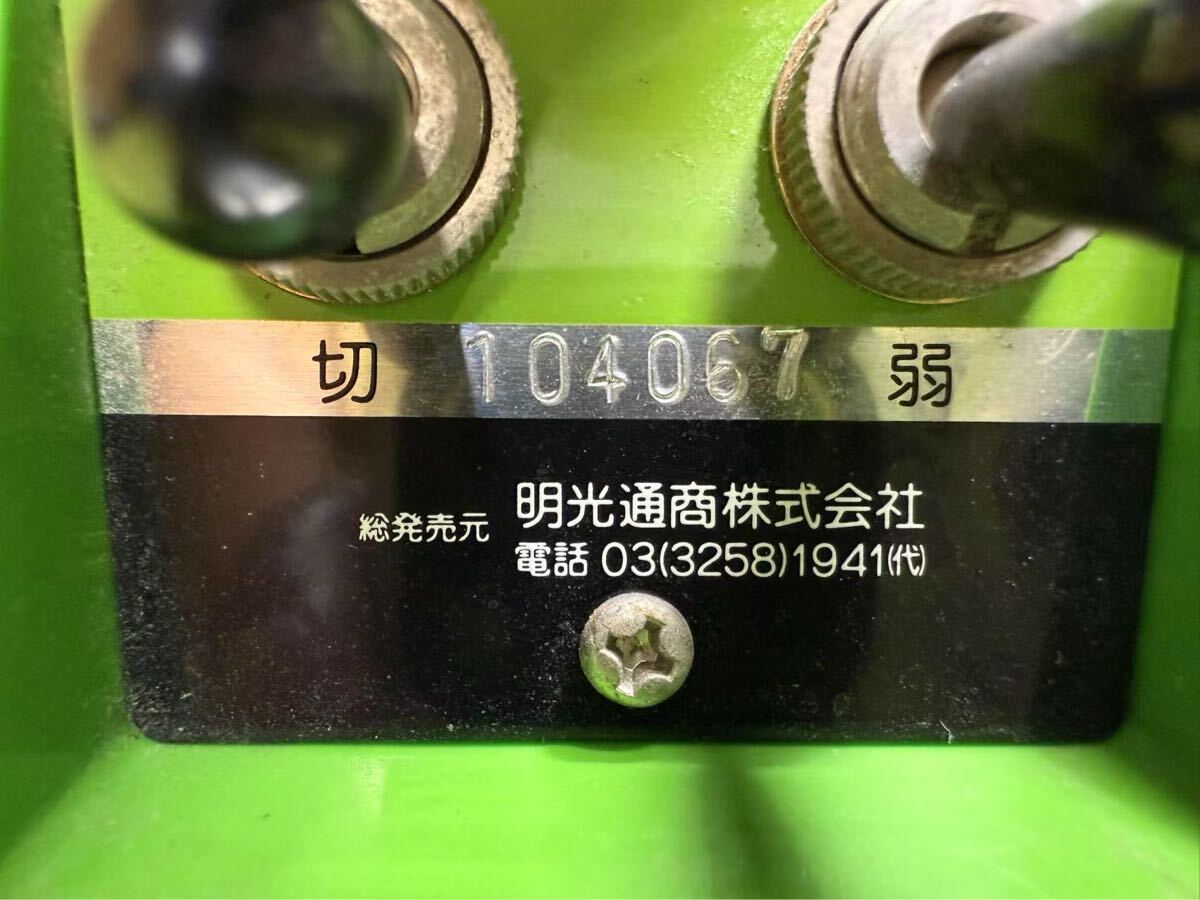 切 104067 弱
総発売元 明光通商株式会社
電話 03(3258)1941(代)